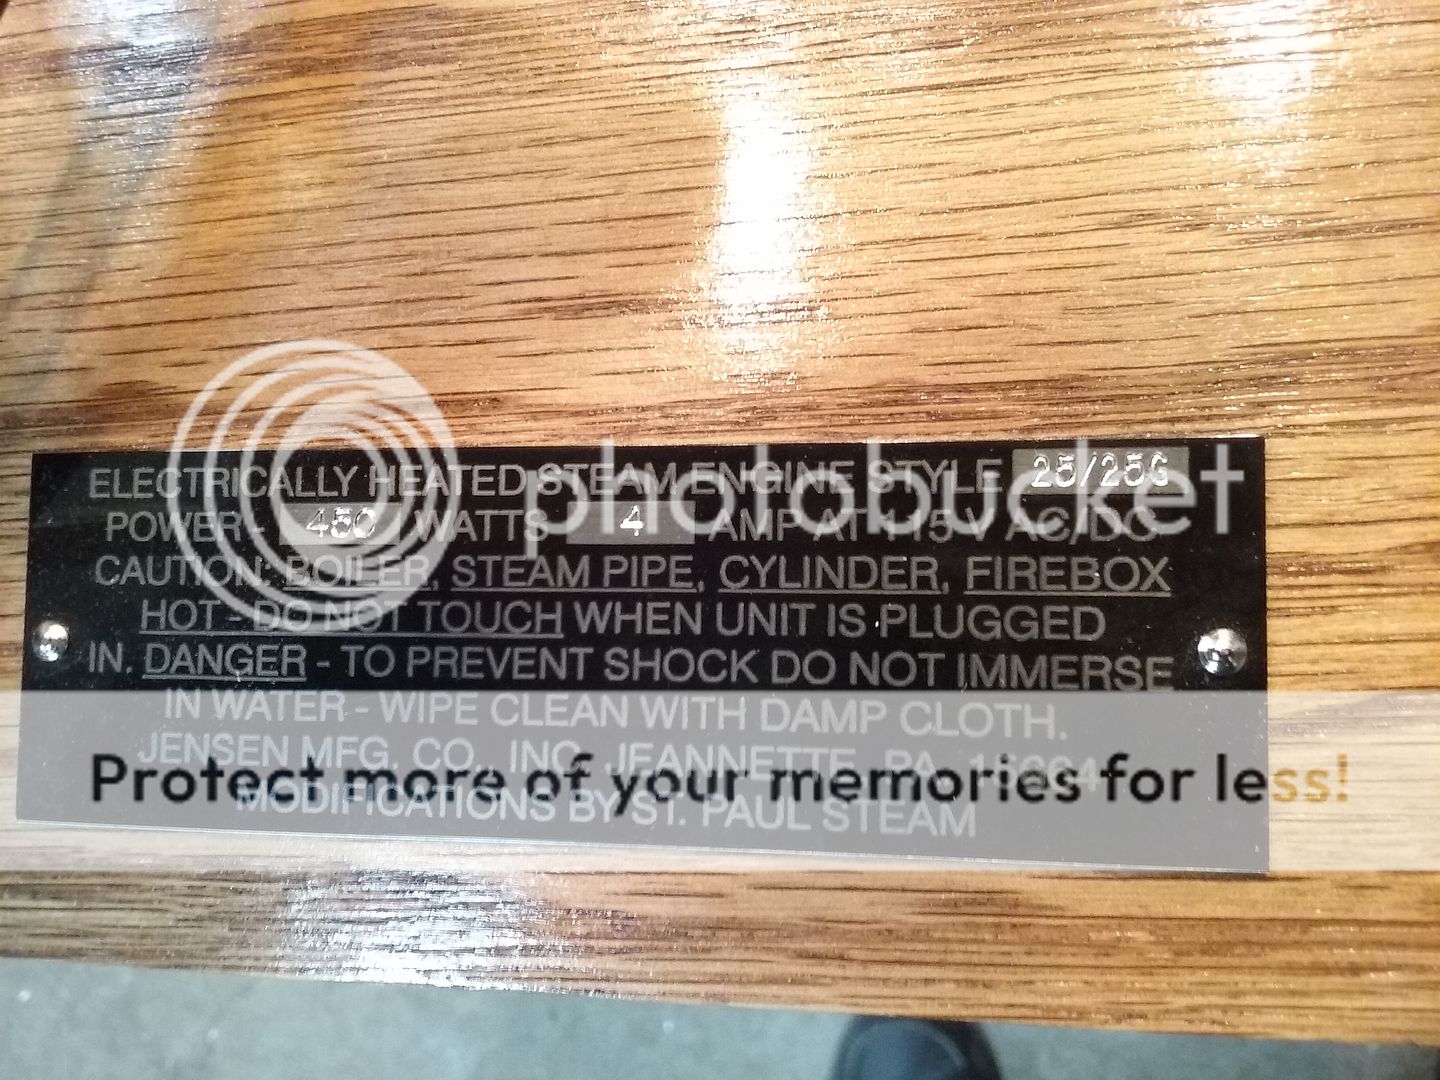 ELECTRICALLY HEATED STEAM ENGINE STYLE 25/25G
POWER - 450 WATTS 4 AMP AT 115 V AC/DC
CAUTION: BOILER, STEAM PIPE, CYLINDER, FIREBOX
HOT - DO NOT TOUCH WHEN UNIT IS PLUGGED
IN. DANGER - TO PREVENT SHOCK DO NOT IMMERSE
IN WATER - WIPE CLEAN WITH DAMP CLOTH.
JENSEN MFG. CO., INC. JEANNETTE, PA. 15644
MODIFICATIONS BY ST. PAUL STEAM
photobucket
Protect more of your memories for less!